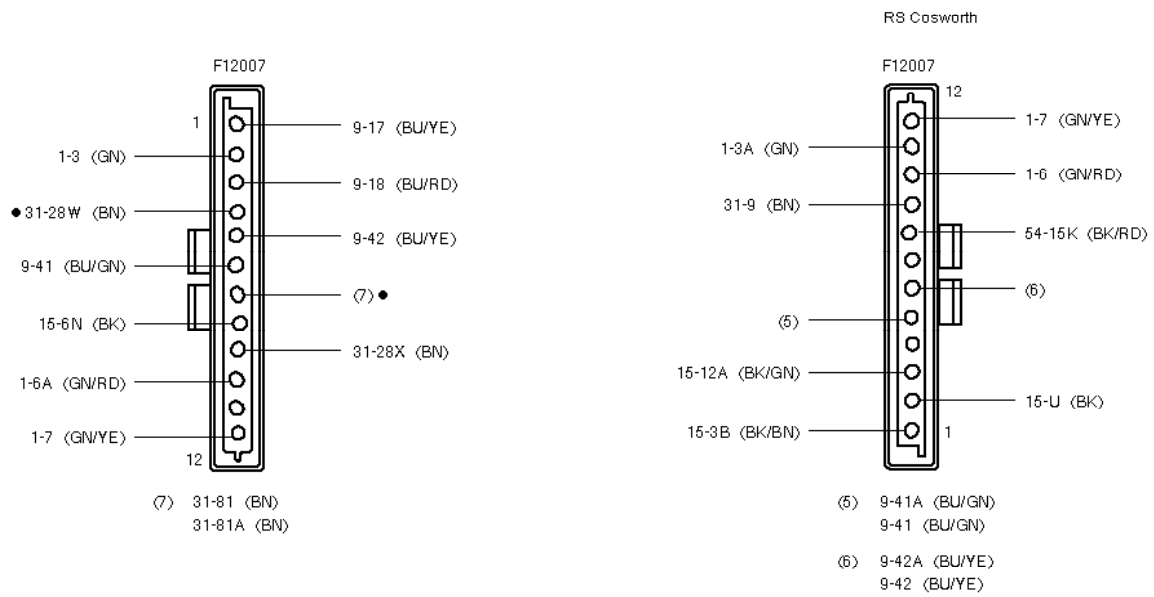 RS Cosworth
F12007
1
9-17 (BU/YE)
1-3 (GN)
9-18 (BU/RD)
31-28W (BN)
9-42 (BU/YE)
9-41 (BU/GN)
(7)
15-6N (BK)
31-28X (BN)
1-6A (GN/RD)
1-7 (GN/YE)
12
(7) 31-81 (BN)
31-81A (BN)
F12007
12
1-7 (GN/YE)
1-3A (GN)
1-6 (GN/RD)
31-9 (BN)
54-15K (BK/RD)
(6)
(5)
15-12A (BK/GN)
15-U (BK)
15-3B (BK/BN)
1
(5) 9-41A (BU/GN)
9-41 (BU/GN)
(6) 9-42A (BU/YE)
9-42 (BU/YE)